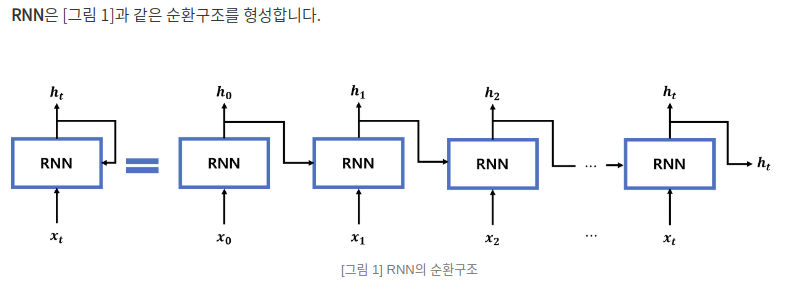 RNN은 [그림 1]과 같은 순환구조를 형성합니다.
h_t h_0 h_1 h_2 h_t
RNN RNN RNN RNN ... RNN h_t
x_t x_0 x_1 x_2 ... x_t
[그림 1] RNN의 순환구조